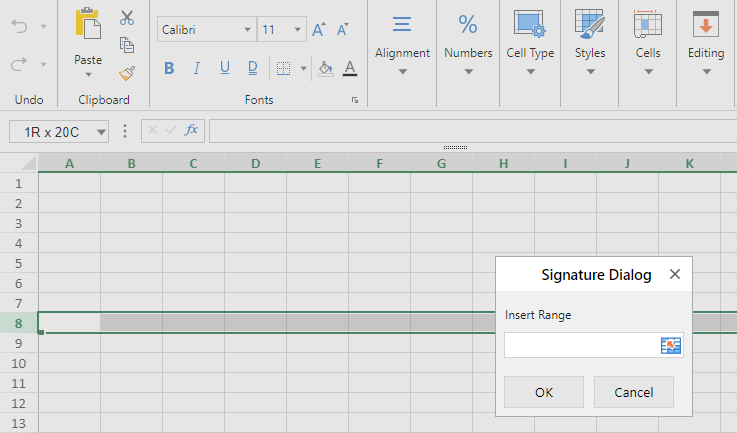 Calibri 11 A A
Paste
B I U D A
Alignment Numbers Cell Type Styles Cells Editing
Undo Clipboard Fonts
1R x 20C fx
A B C D E F G H I J K
1
2
3
4
5
6
Signature Dialog
7
Insert Range
8
9
10
11
OK Cancel
12
13